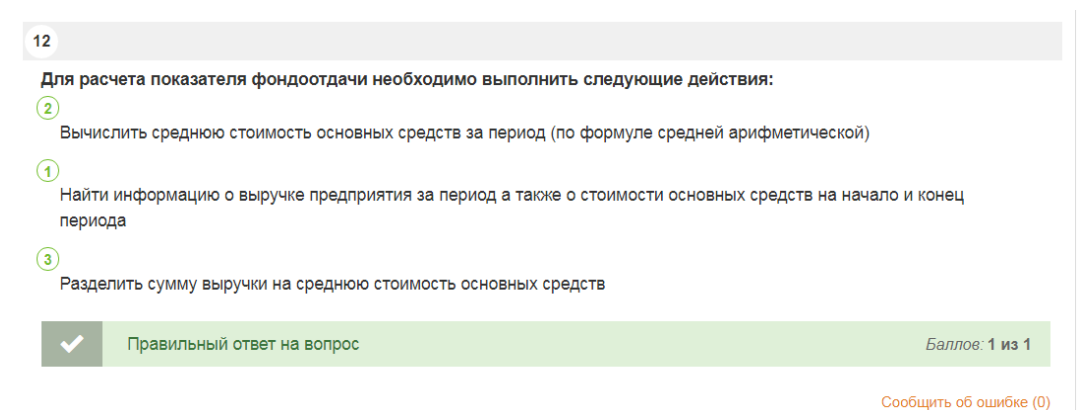 12
Для расчета показателя фондоотдачи необходимо выполнить следующие действия:
2
Вычислить среднюю стоимость основных средств за период (по формуле средней арифметической)
1
Найти информацию о выручке предприятия за период а также о стоимости основных средств на начало и конец
периода
3
Разделить сумму выручки на среднюю стоимость основных средств
Правильный ответ на вопрос Баллов: 1 из 1
Сообщить об ошибке (0)